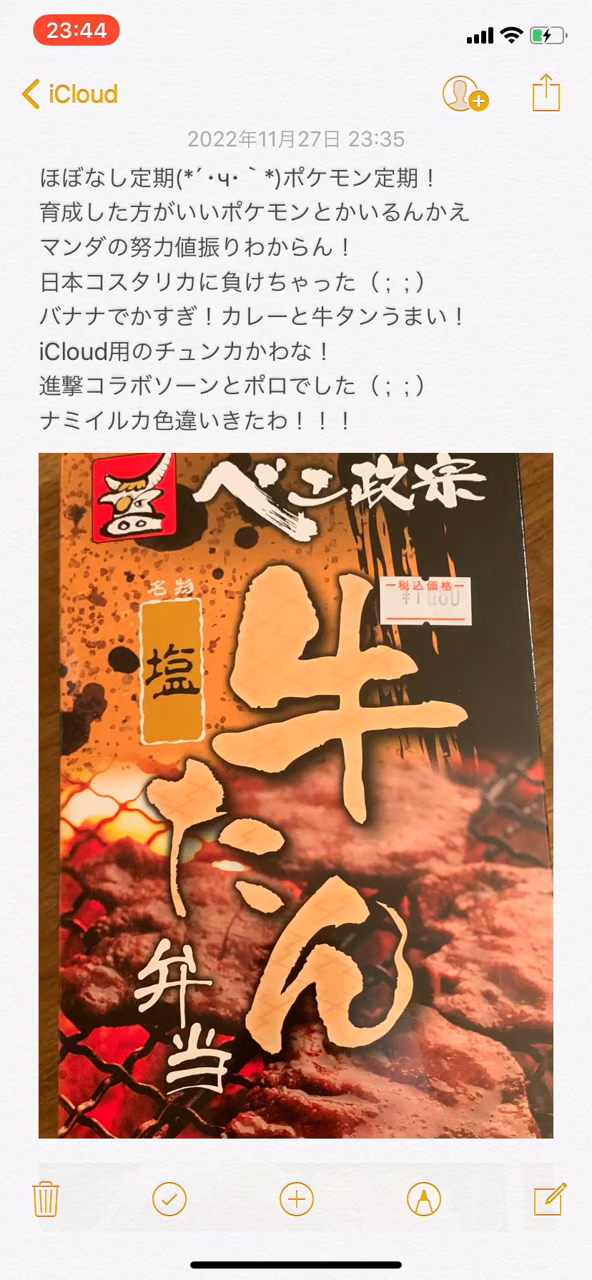 23:44
iCloud
2022年11月27日 23:35
ほぼなし定期(*´･ч･｀*)ポケモン定期！
育成した方がいいポケモンとかいるんかえ
マンダの努力値振りわからん！
日本コスタリカに負けちゃった（ ; ; ）
バナナでかすぎ！カレーと牛タンうまい！
iCloud用のチュンカかわな！
進撃コラボソーンとポロでした（ ; ; ）
ナミイルカ色違いきたわ！！！
べこ政宗
名物
塩
牛たん
弁当
税込価格